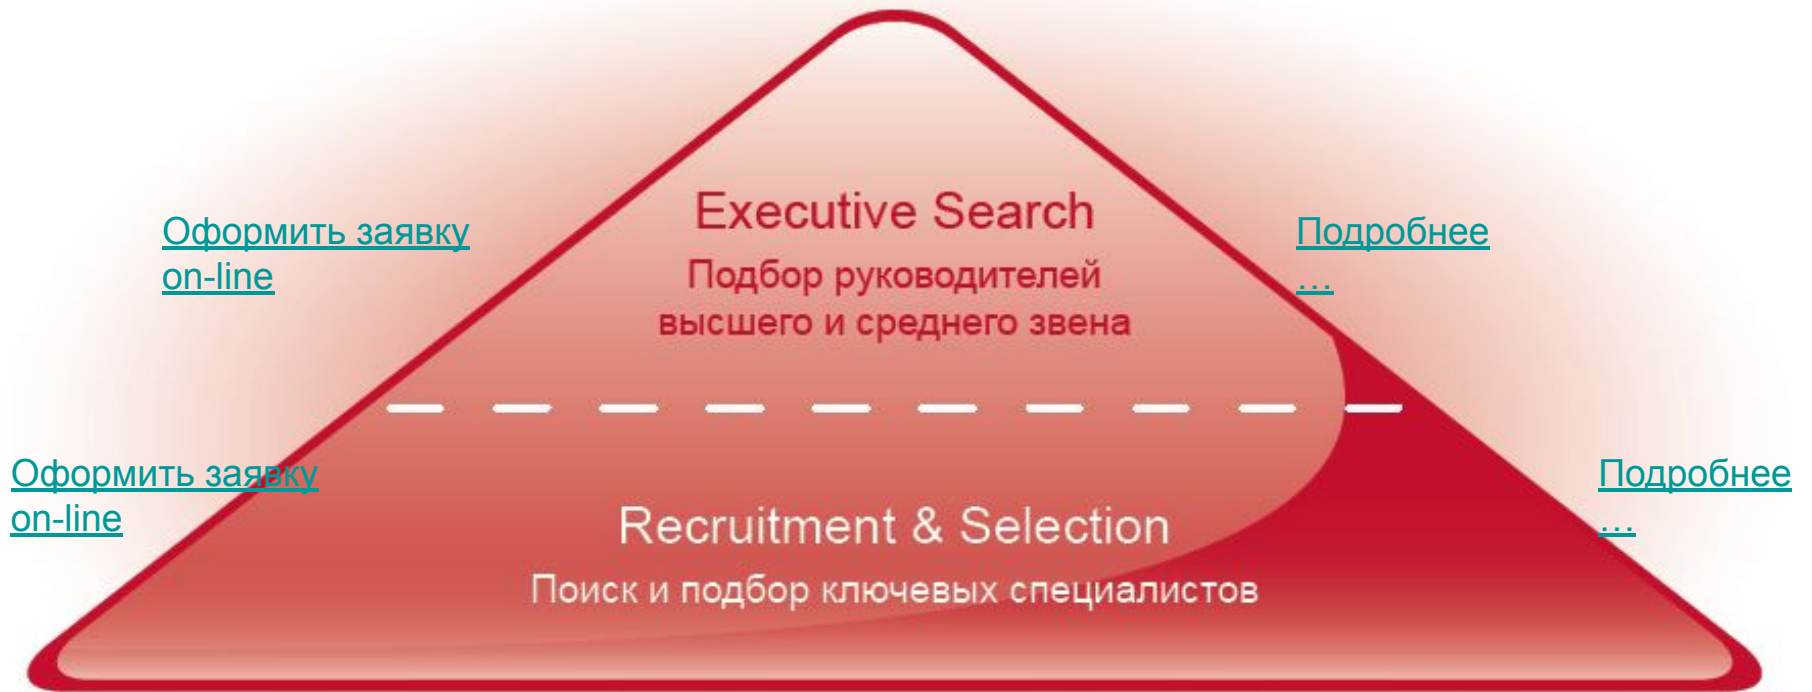 Executive Search
Подбор руководителей
высшего и среднего звена
Оформить заявку
on-line
Подробнее
...
Recruitment & Selection
Поиск и подбор ключевых специалистов
Оформить заявку
on-line
Подробнее
...